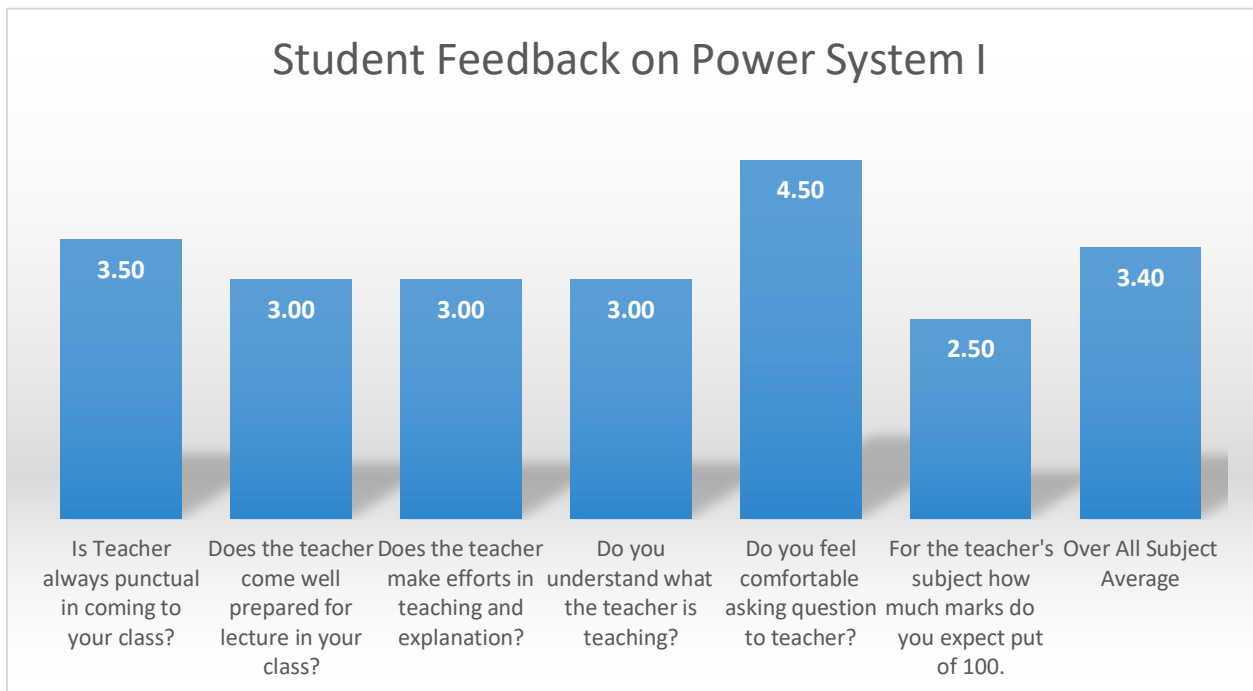 Student Feedback on Power System I
3.50
3.00
3.00
3.00
4.50
2.50
3.40
Is Teacher
always punctual
in coming to
your class?
Does the teacher
come well
prepared for
lecture in your
class?
Does the teacher
make efforts in
teaching and
explanation?
Do you
understand what
the teacher is
teaching?
Do you feel
comfortable
asking question
to teacher?
For the teacher's
subject how
much marks do
you expect put
of 100.
Over All Subject
Average